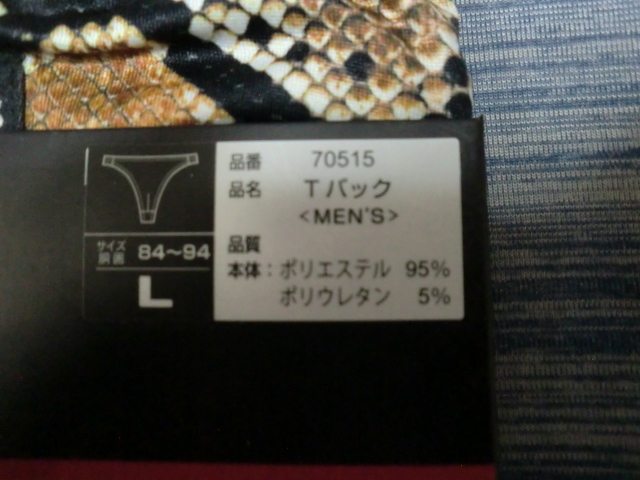 品番 70515
品名 Tバック
<MEN'S>
品質
本体：ポリエステル 95%
ポリウレタン 5%
サイズ
胴囲 84～94
L